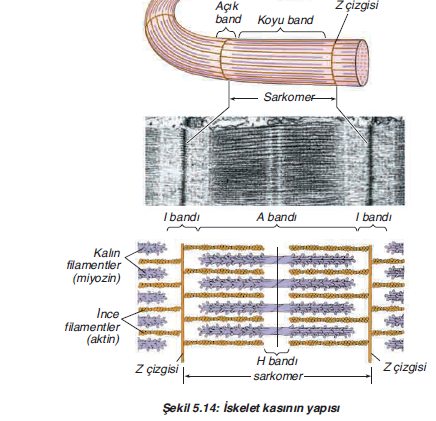 Açık
band
Koyu band
Z çizgisi
Sarkomer
I bandı
A bandı
I bandı
Kalın
filamentler
(miyozin)
İnce
filamentler
(aktin)
Z çizgisi
H bandı
sarkomer
Z çizgisi
Şekil 5.14: İskelet kasının yapısı